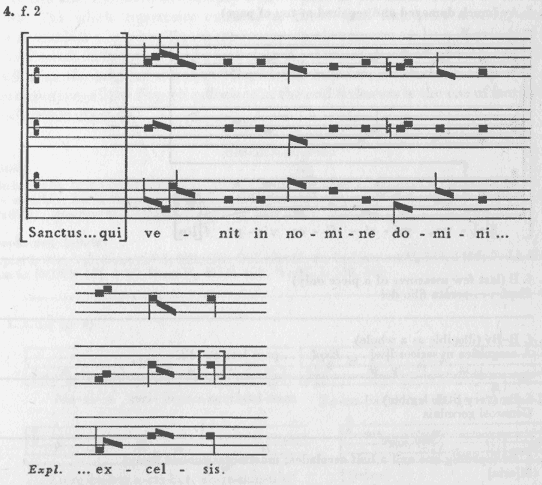 4. f. 2
[Sanctus...qui] ve - nit in no - mi - ne do - mi - ni ...
Expl. ... ex - cel - sis.